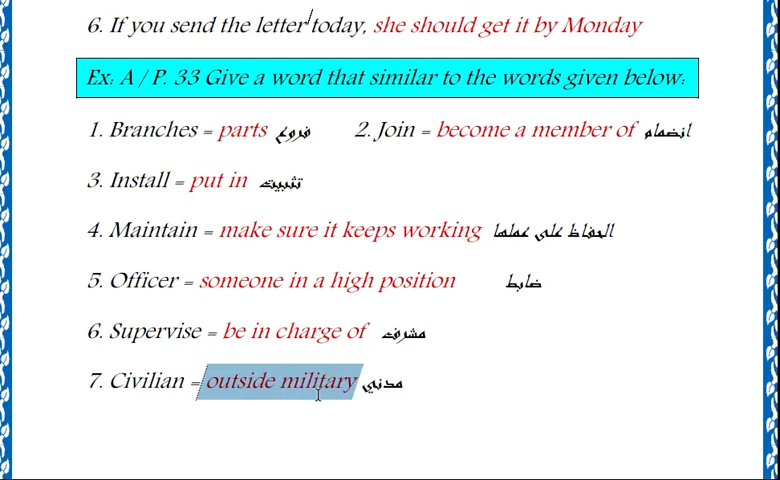 6. If you send the letter today, she should get it by Monday
Ex: A / P. 33 Give a word that similar to the words given below:
1. Branches = parts فروع 2. Join = become a member of انضمام
3. Install = put in تثبيت
4. Maintain = make sure it keeps working الحفاظ على عملها
5. Officer = someone in a high position ضابط
6. Supervise = be in charge of مشرف
7. Civilian = outside military مدني